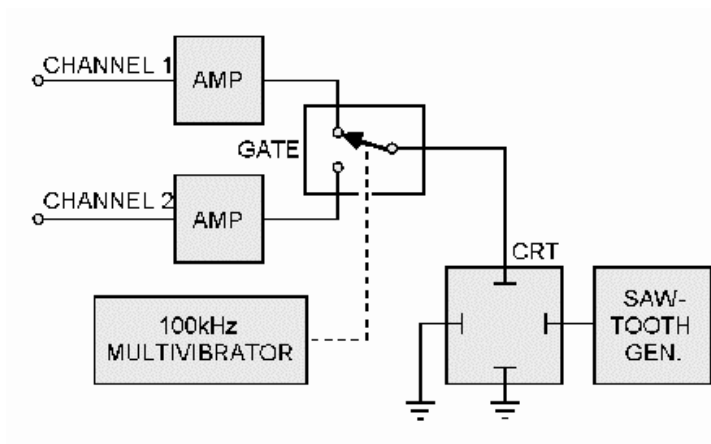 CHANNEL 1
AMP
GATE
CHANNEL 2
AMP
CRT
100kHz
MULTIVIBRATOR
SAW-
TOOTH
GEN.